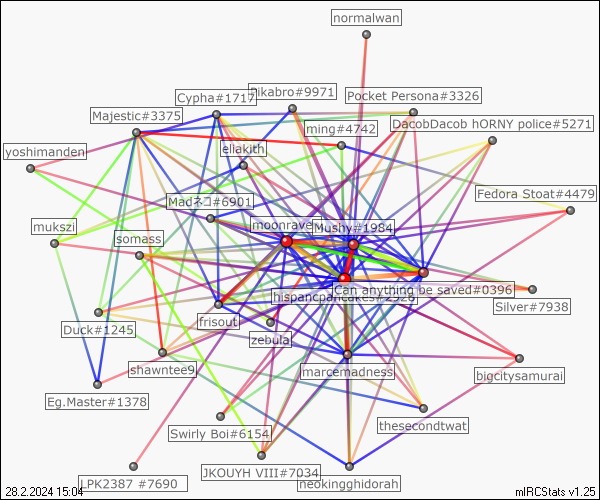 normalwan
Pikabro#9971
Cypha#1717
Pocket Persona#3326
Majestic#3375
DacobDacob hORNY police#5271
ming#4742
eliakith
yoshimanden
Fedora Stoat#4479
Madネコ#6901
moonrave
Mushy#1984
mukszi
somass
hispancpancakes#2326
Can anything be saved#0396
Silver#7938
frisout
Duck#1245
zebula
shawntee9
marcemadness
bigcitysamurai
Eg.Master#1378
thesecondtwat
Swirly Boi#6154
JKOUYH VIII#7034
LPK2387 #7690
neokingghidorah
28.2.2024 15:04
mIRCStats v1.25